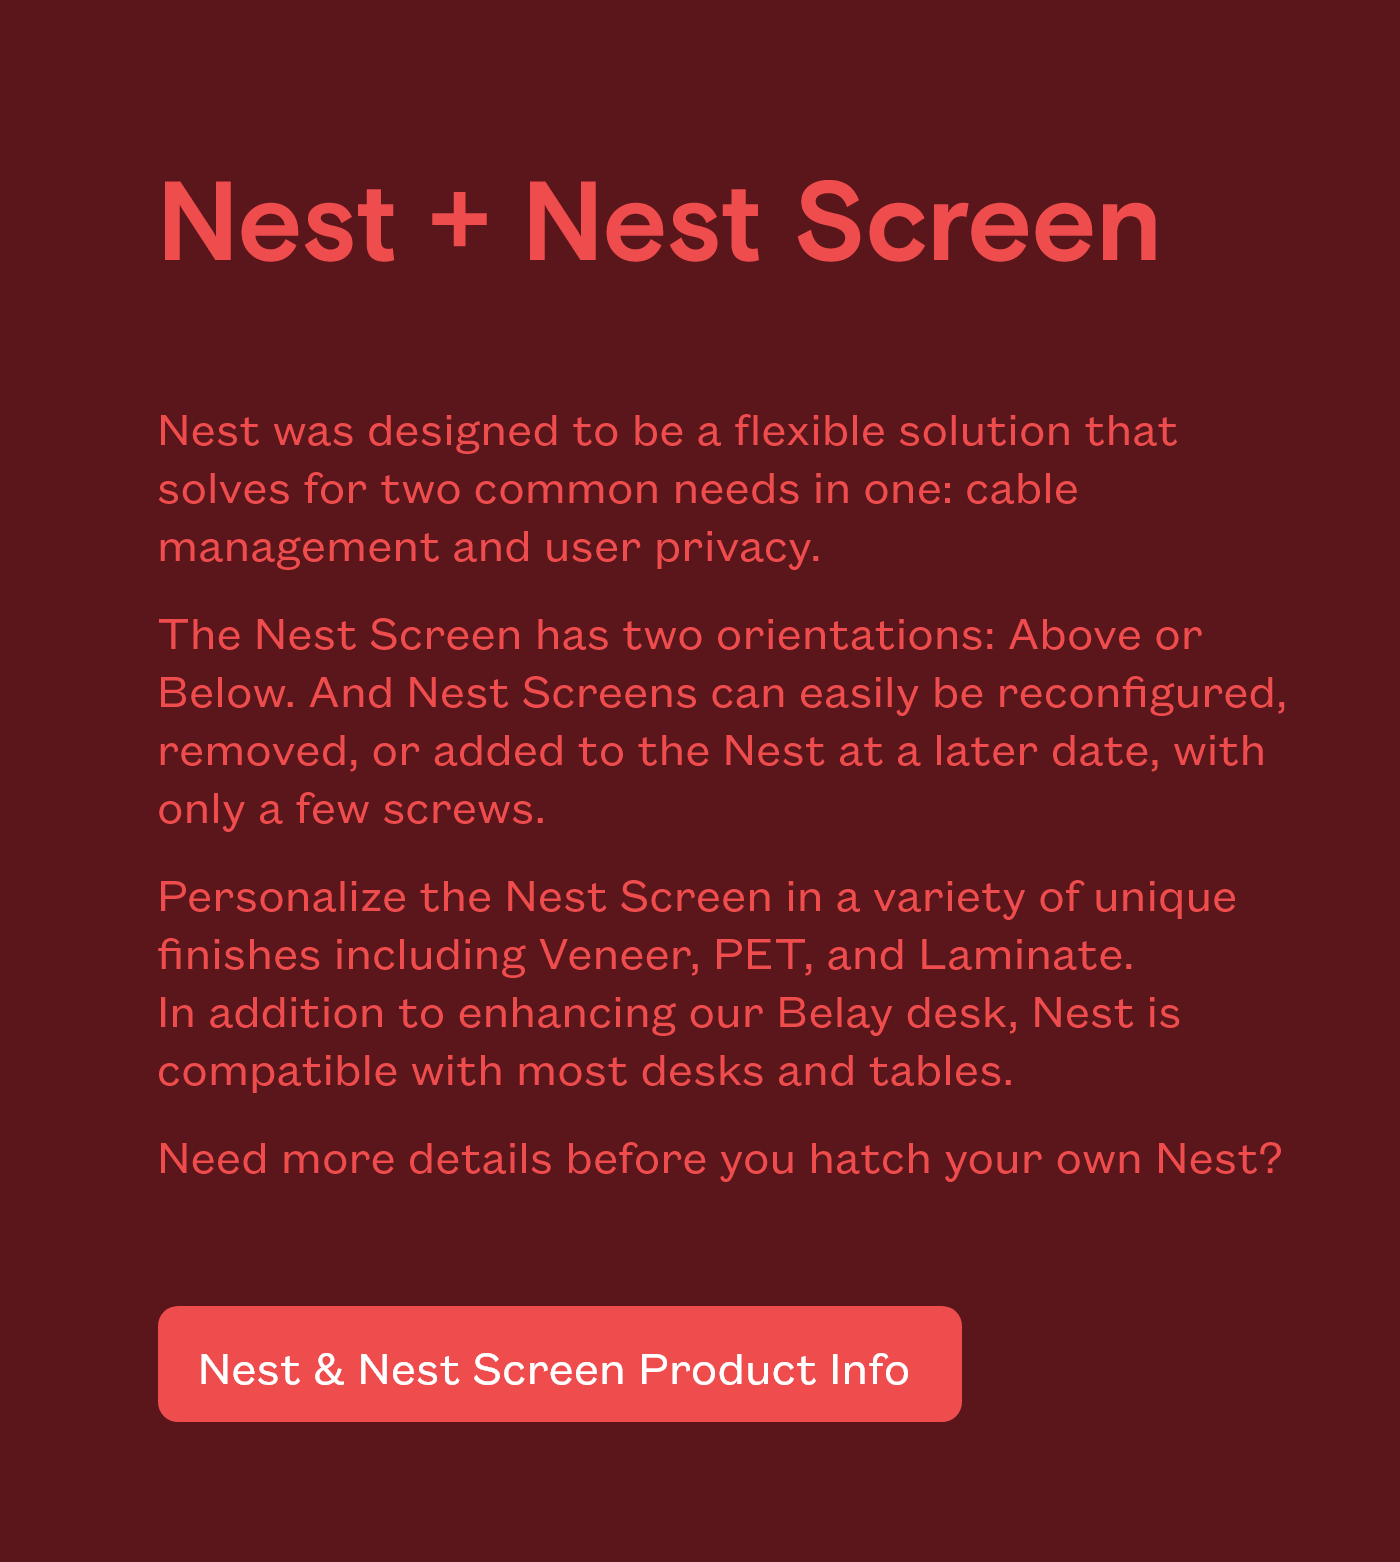 Nest + Nest Screen
Nest was designed to be a flexible solution that
solves for two common needs in one: cable
management and user privacy.
The Nest Screen has two orientations: Above or
Below. And Nest Screens can easily be reconfigured,
removed, or added to the Nest at a later date, with
only a few screws.
Personalize the Nest Screen in a variety of unique
finishes including Veneer, PET, and Laminate.
In addition to enhancing our Belay desk, Nest is
compatible with most desks and tables.
Need more details before you hatch your own Nest?
Nest & Nest Screen Product Info